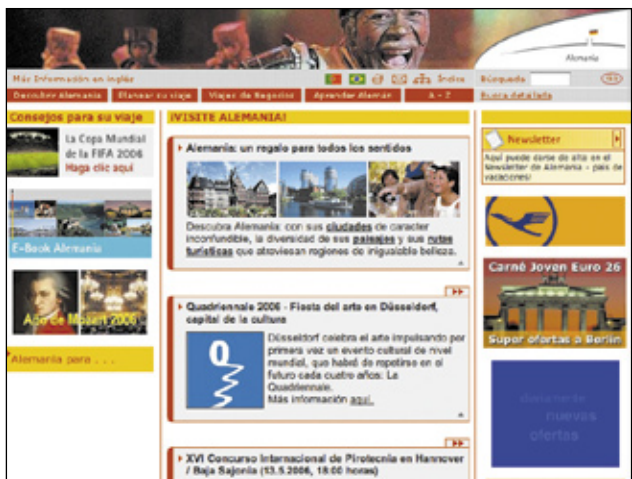 Alemania
Más Información en inglés
Índice
Búsqueda
Descubrir Alemania
Planear su viaje
Viajes de Negocios
Aprender Alemán
A - Z
Busca detallada
Consejos para su viaje
La Copa Mundial
de la FIFA 2006
Haga clic aquí
E-Book Alemania
Año de Mozart 2006
Alemania para . . .
¡VISITE ALEMANIA!
Alemania: un regalo para todos los sentidos
Descubra Alemania: con sus ciudades de caracter
inconfundible, la diversidad de sus paisajes y sus rutas
turísticas que atraviesan regiones de inigualable belleza.
Quadriennale 2006 - Fiesta del arte en Düsseldorf,
capital de la cultura
Düsseldorf celebra el arte impulsando por
primera vez un evento cultural de nivel
mundial, que habrá de repetirse en el
futuro cada cuatro años: La
Quadriennale.
Más información aquí.
XVI Concurso Internacional de Pirotecnia en Hannover
/ Baja Sajonia (13.5.2006, 18:00 horas)
Newsletter
Aquí puede darse de alta en el
Newsletter de Alemania - país de
vacaciones!
Carné Joven Euro 26
Super ofertas a Berlin
nuevas
ofertas